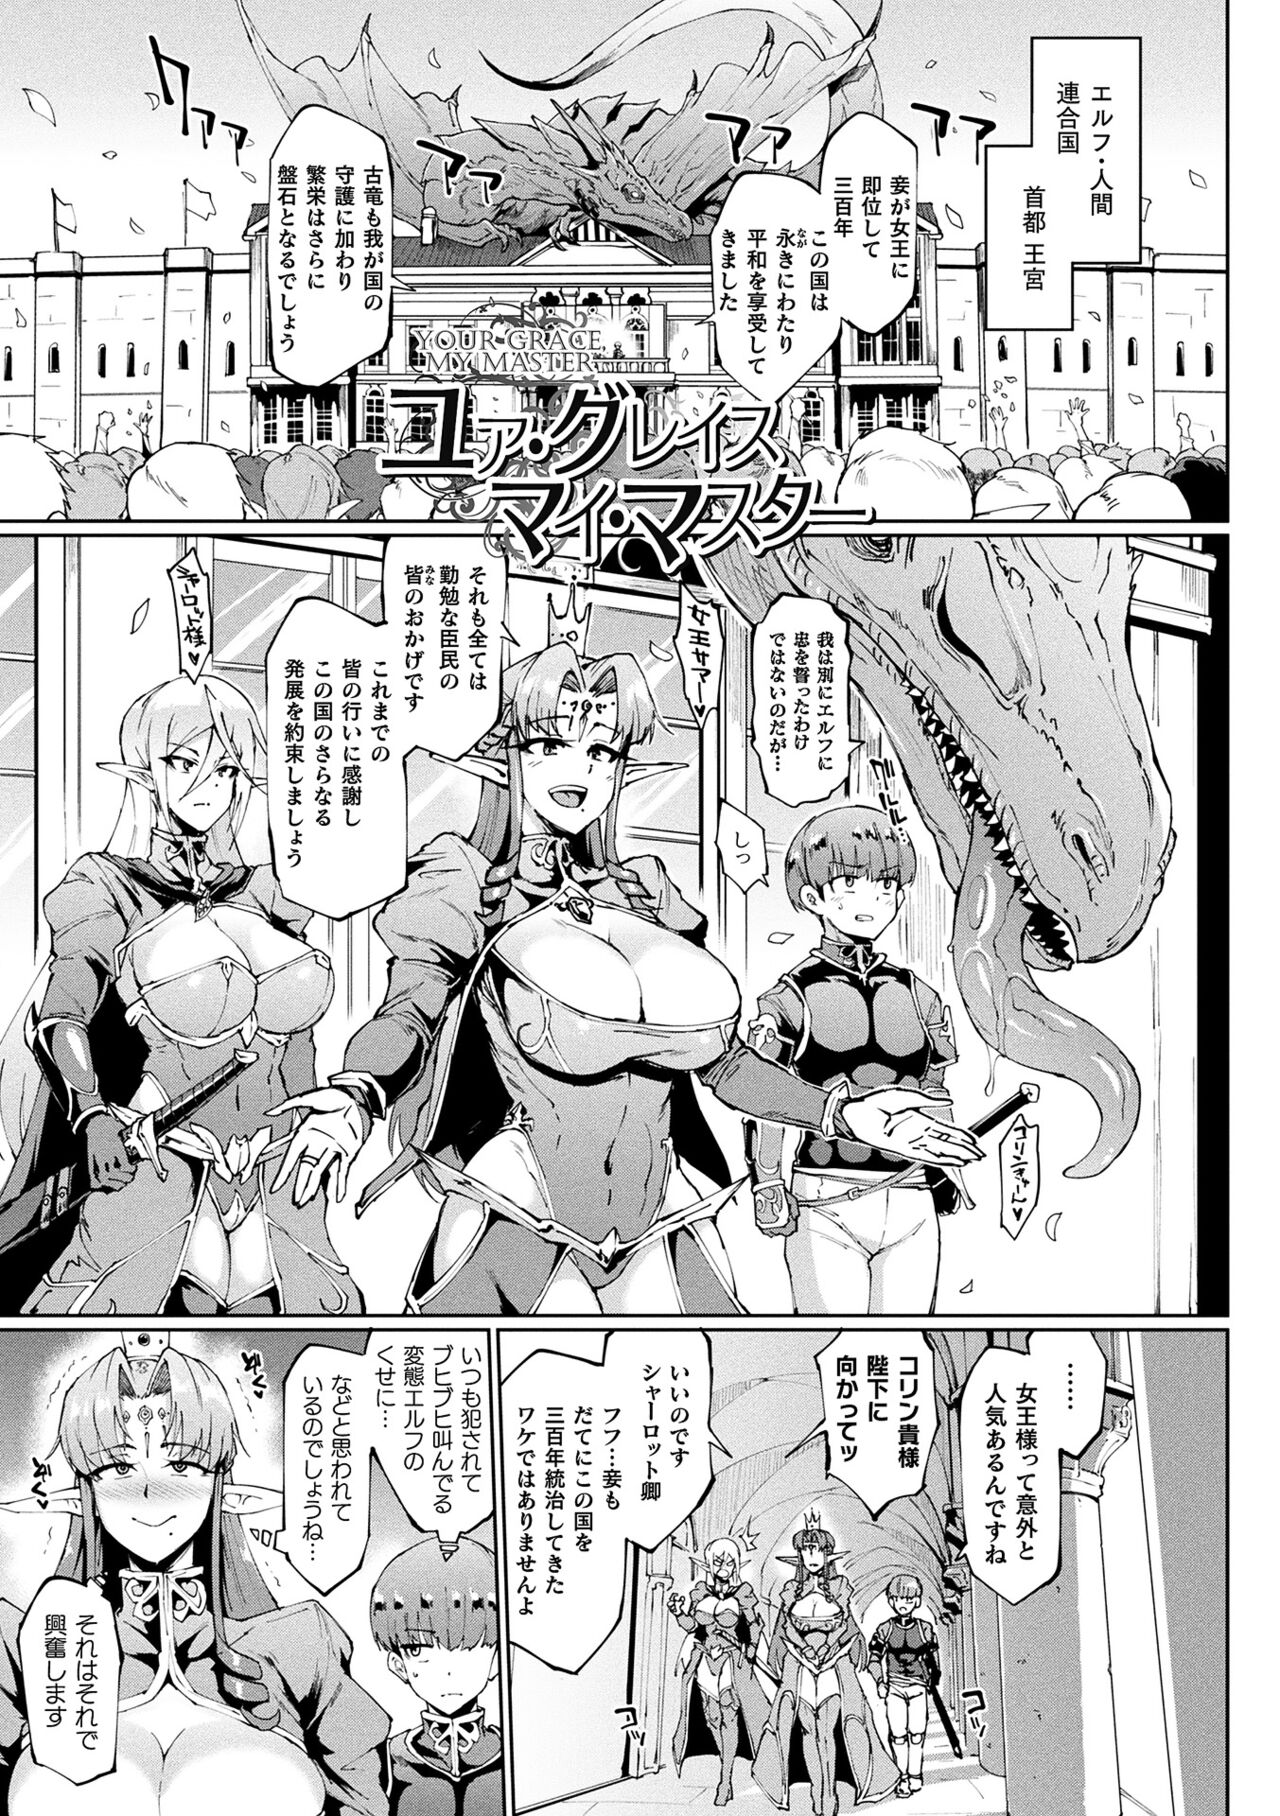 エルフ・人間
連合国
首都 王宮
妾が女王に
即位して
三百年
この国は
永きにわたり
なが
平和を享受して
きました
古竜も我が国の
守護に加わり
繁栄はさらに
盤石となるでしょう
ワアァ
ワアァ
YOUR GRACE,
MY MASTER
ユア・グレイス
マイ・マスター
我は別にエルフに
忠を誓ったわけ
ではないのだが…
しっ
コリンきゅーん♥
女王サマー♥
それも全ては
勤勉な臣民の
皆のおかげです
みな
これまでの
皆の行いに感謝し
この国のさらなる
発展を約束しましょう
シャーロット様♥
……
女王様って意外と
人気あるんですね
コリン貴様
陛下に
向かってッ
いいのです
シャーロット卿
フフ…妾も
だてにこの国を
三百年統治してきた
ワケではありませんよ
コッ
コッ
いつも犯されて
ブヒブヒ叫んでる
変態エルフの
くせに…
などと思われて
いるのでしょうね…
それはそれで
興奮します